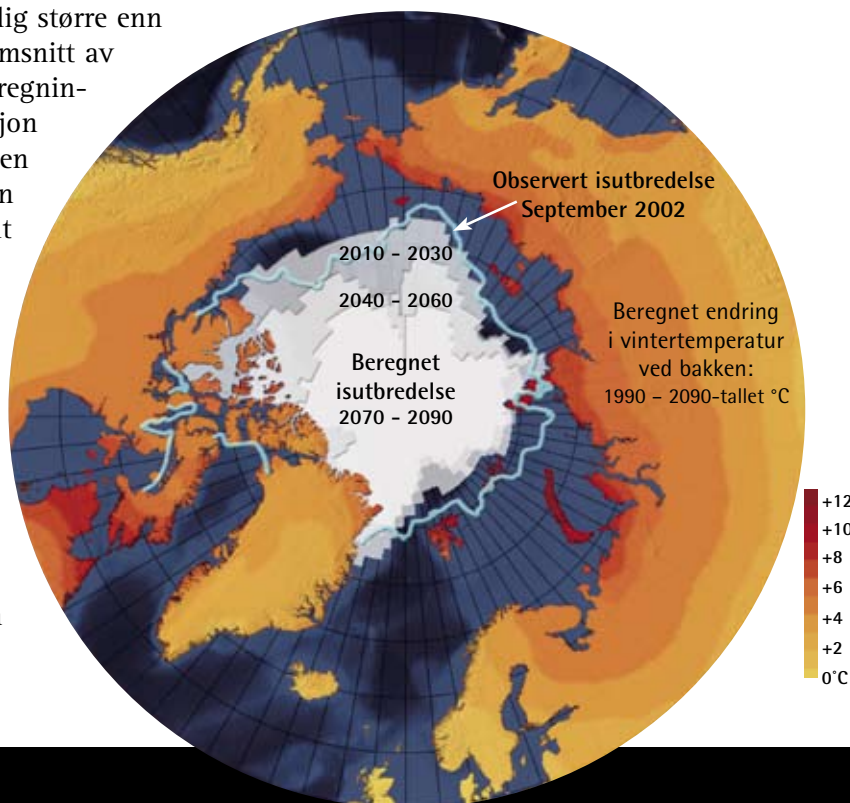 lig større enn
msnitt av
regnin-
jon
en
n
t
Observert isutbredelse
September 2002
2010 - 2030
2040 - 2060
Beregnet
isutbredelse
2070 - 2090
Beregnet endring
i vintertemperatur
ved bakken:
1990 – 2090-tallet °C
+12
+10
+8
+6
+4
+2
0°C